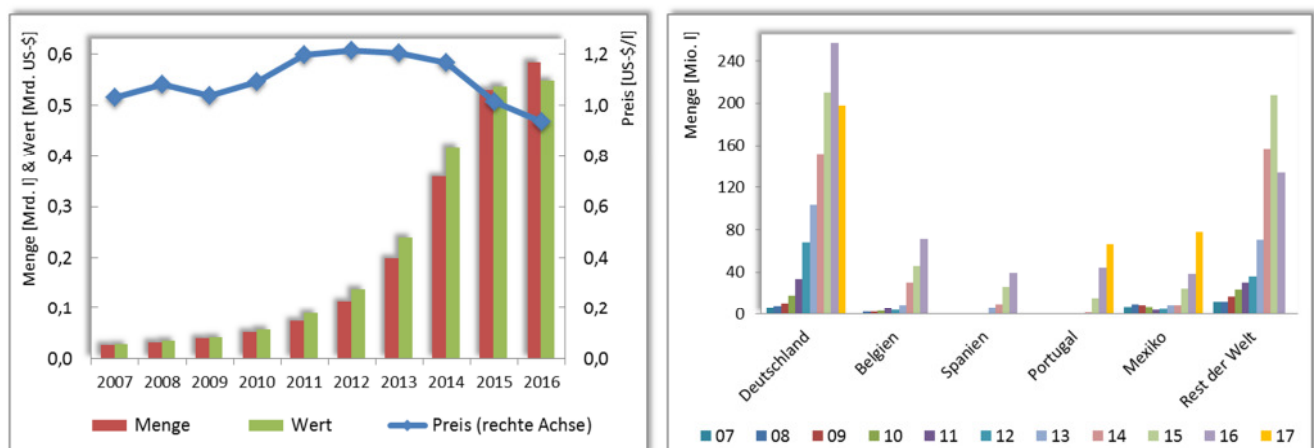 Menge [Mrd. l] & Wert [Mrd. US-$]
0,6
0,5
0,4
0,3
0,2
0,1
0,0
1,2
1,0
0,8
0,6
0,4
0,2
0,0
Preis [US-$/l]
2007 2008 2009 2010 2011 2012 2013 2014 2015 2016
Menge Wert Preis (rechte Achse)
Menge [Mio. l]
240
200
160
120
80
40
0
Deutschland
Belgien
Spanien
Portugal
Mexiko
Rest der Welt
07 08 09 10 11 12 13 14 15 16 17